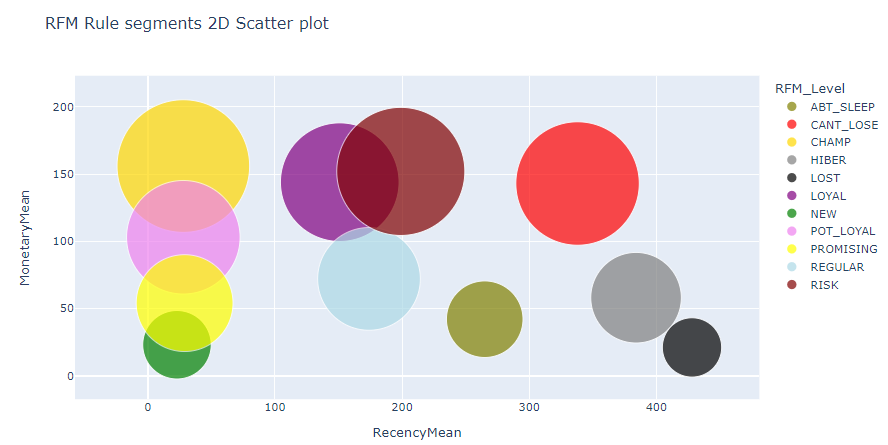 RFM Rule segments 2D Scatter plot
RFM_Level
ABT_SLEEP
CANT_LOSE
CHAMP
HIBER
LOST
LOYAL
NEW
POT_LOYAL
PROMISING
REGULAR
RISK
MonetaryMean
200
150
100
50
0
0 100 200 300 400
RecencyMean